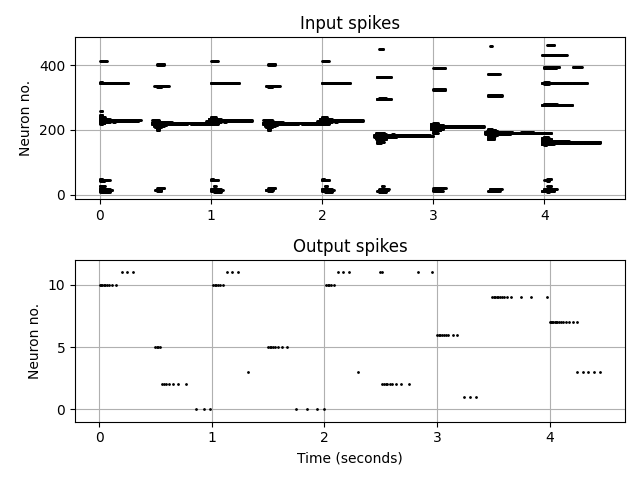 Input spikes
Neuron no.
400
200
0
0 1 2 3 4
Output spikes
Neuron no.
10
5
0
0 1 2 3 4
Time (seconds)